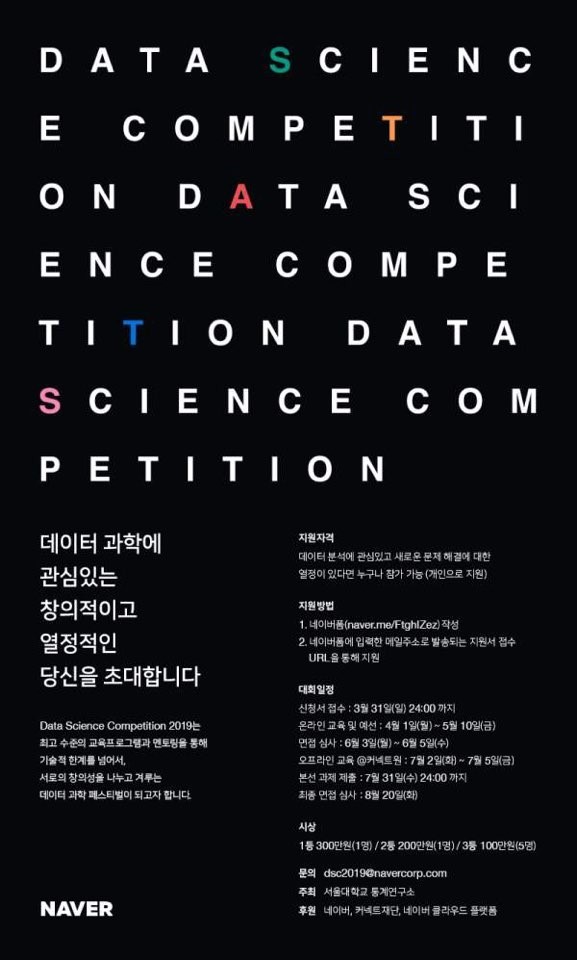 DATA SCIENC
E COMPETITI
ON DATA SCI
ENCE COMPE
TITION DATA
SCIENCE COM
PETITION
데이터 과학에
관심있는
창의적이고
열정적인
당신을 초대합니다
Data Science Competition 2019는
최고 수준의 교육프로그램과 멘토링을 통해
기술적 한계를 넘어서,
서로의 창의성을 나누고 겨루는
데이터 과학 페스티벌이 되고자 합니다.
NAVER
지원자격
데이터 분석에 관심있고 새로운 문제 해결에 대한
열정이 있다면 누구나 참가 가능 (개인으로 지원)
지원방법
1. 네이버폼(naver.me/FtghIZez) 작성
2. 네이버폼에 입력한 메일주소로 발송되는 지원서 접수
URL을 통해 지원
대회일정
신청서 접수 : 3월 31일(일) 24:00 까지
온라인 교육 및 예선 : 4월 1일(월) ~ 5월 10일(금)
면접 심사 : 6월 3일(월) ~ 6월 5일(수)
오프라인 교육 @커넥트원 : 7월 2일(화) ~ 7월 5일(금)
본선 과제 제출 : 7월 31일(수) 24:00 까지
최종 면접 심사 : 8월 20일(화)
시상
1등 300만원(1명) / 2등 200만원(1명) / 3등 100만원(5명)
문의 dsc2019@navercorp.com
주최 서울대학교 통계연구소
후원 네이버, 커넥트재단, 네이버 클라우드 플랫폼